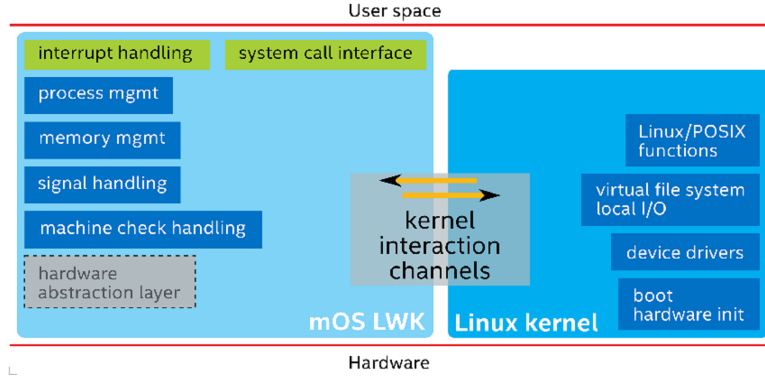 User space
interrupt handling
system call interface
process mgmt
memory mgmt
signal handling
machine check handling
hardware
abstraction layer
mOS LWK
kernel
interaction
channels
Linux/POSIX
functions
virtual file system
local I/O
device drivers
boot
hardware init
Linux kernel
Hardware